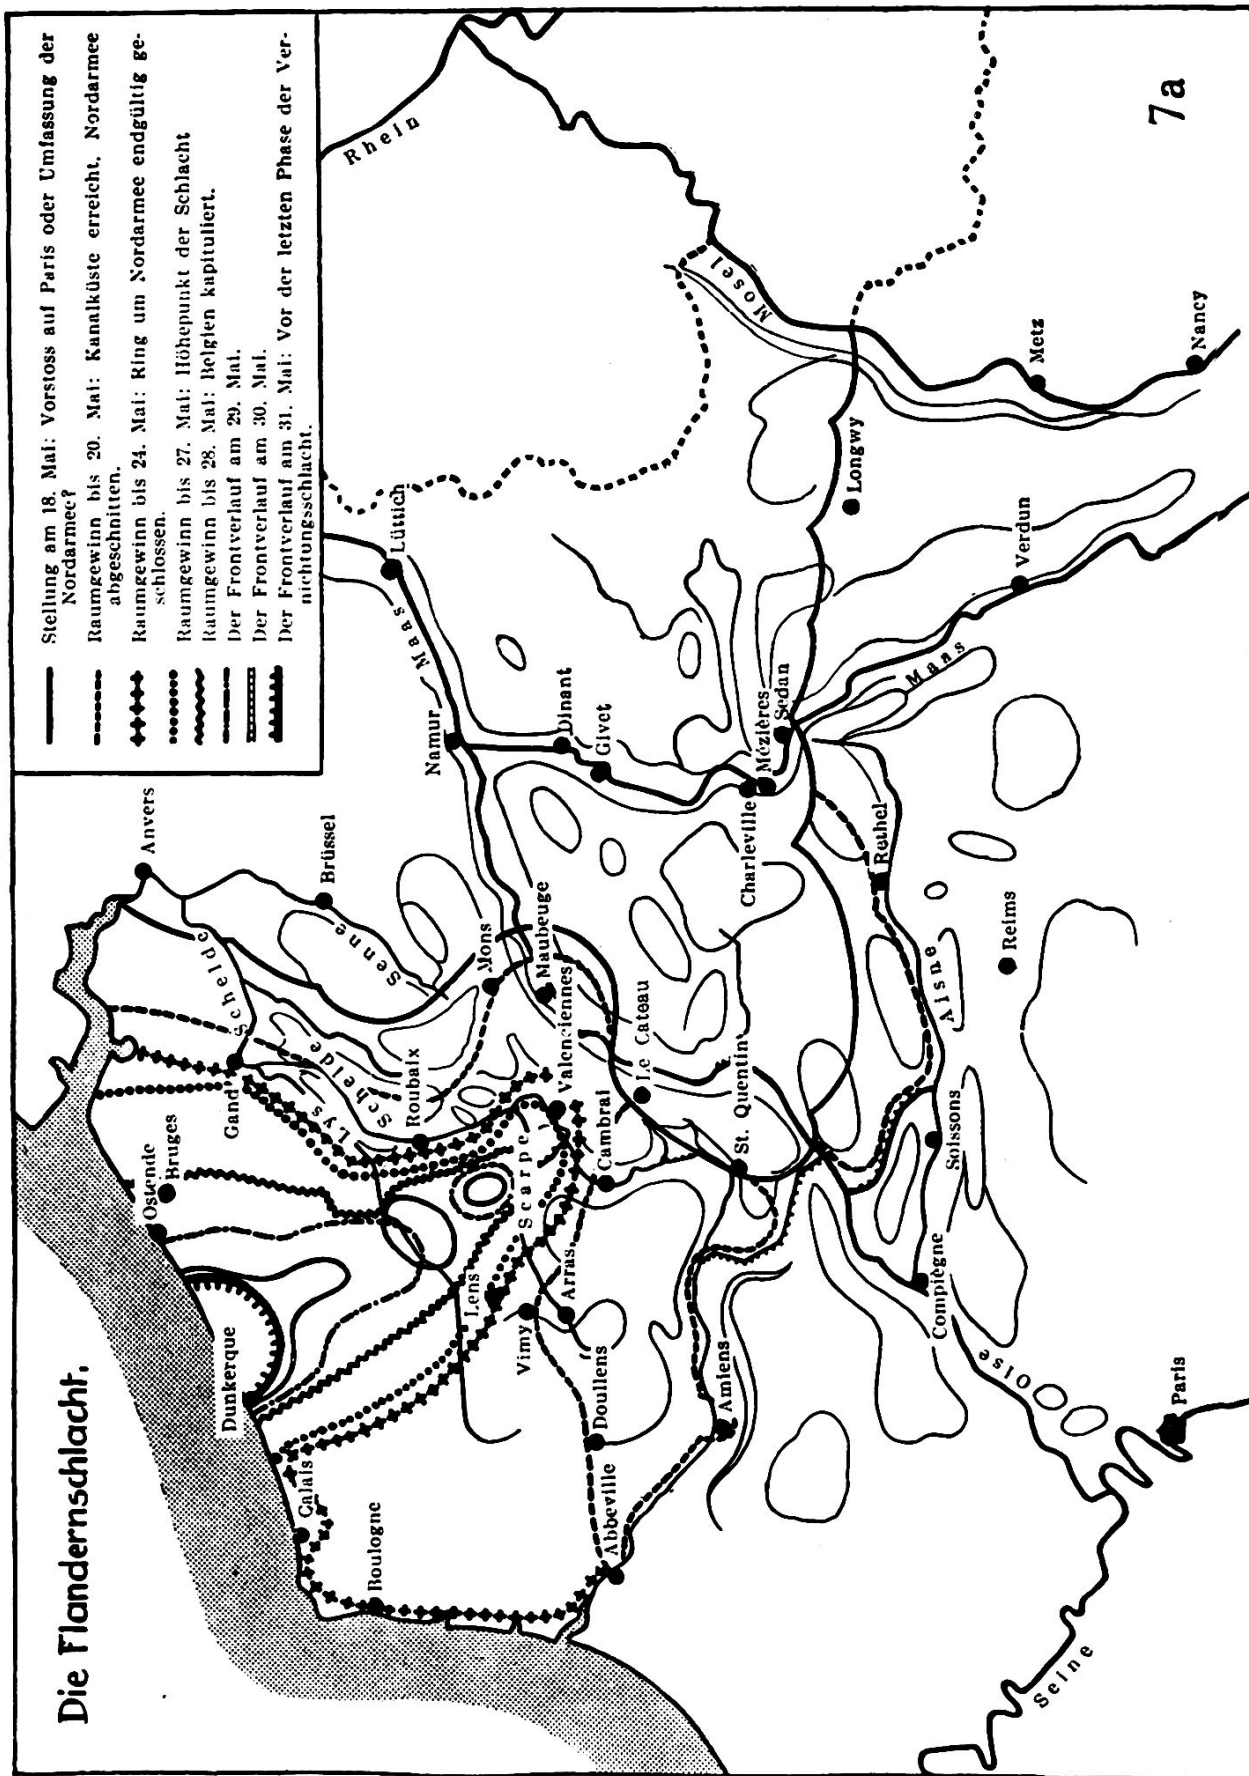 Die Flandernschlacht.
Stellung am 18. Mai: Vorstoss auf Paris oder Umfassung der
Nordarmee?
Raumgewinn bis 20. Mai: Kanalküste erreicht, Nordarmee
abgeschnitten.
Raumgewinn bis 24. Mai: Ring um Nordarmee endgültig ge-
schlossen.
Raumgewinn bis 27. Mai: Höhepunkt der Schlacht
Raumgewinn bis 28. Mai: Belgien kapituliert.
Der Frontverlauf am 29. Mai.
Der Frontverlauf am 30. Mai.
Der Frontverlauf am 31. Mai: Vor der letzten Phase der Ver-
nichtungsschlacht.
Anvers
Ostende
Bruges
Schelde
Gand
Brüssel
Senne
Dunkerque
Lys
Schelde
Calais
Roubaix
Boulogne
Mons
Namur
Maas
Lüttich
Rhein
Lens
Scarpe
Valenciennes
Maubeuge
Vimy
Arras
Cambrai
Le Cateau
Dinant
Givet
Doullens
Abbeville
Amiens
St. Quentin
Charleville
Mézières
Sedan
Mosel
Longwy
Rethel
Maas
Aisne
Soissons
Compiègne
Oise
Reims
Verdun
Metz
Nancy
Paris
Seine
7a